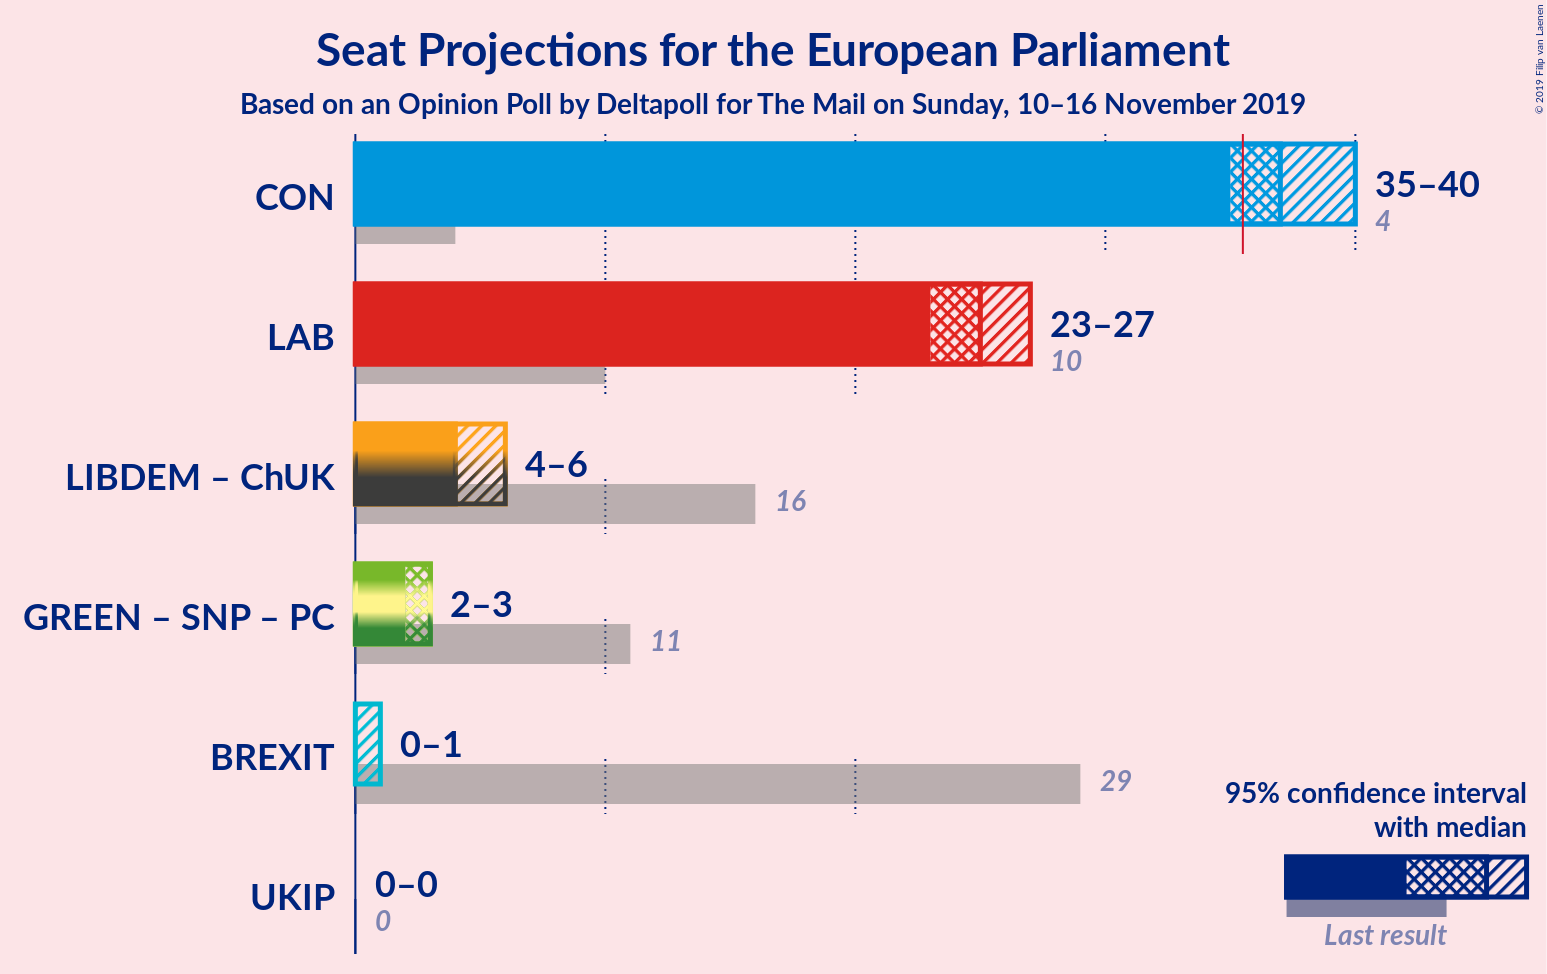 Seat Projections for the European Parliament
Based on an Opinion Poll by Deltapoll for The Mail on Sunday, 10–16 November 2019
© 2019 Filip van Laenen
CON
35–40
4
LAB
23–27
10
LIBDEM – ChUK
4–6
16
GREEN – SNP – PC
2–3
11
BREXIT
0–1
29
UKIP
0–0
0
95% confidence interval
with median
Last result